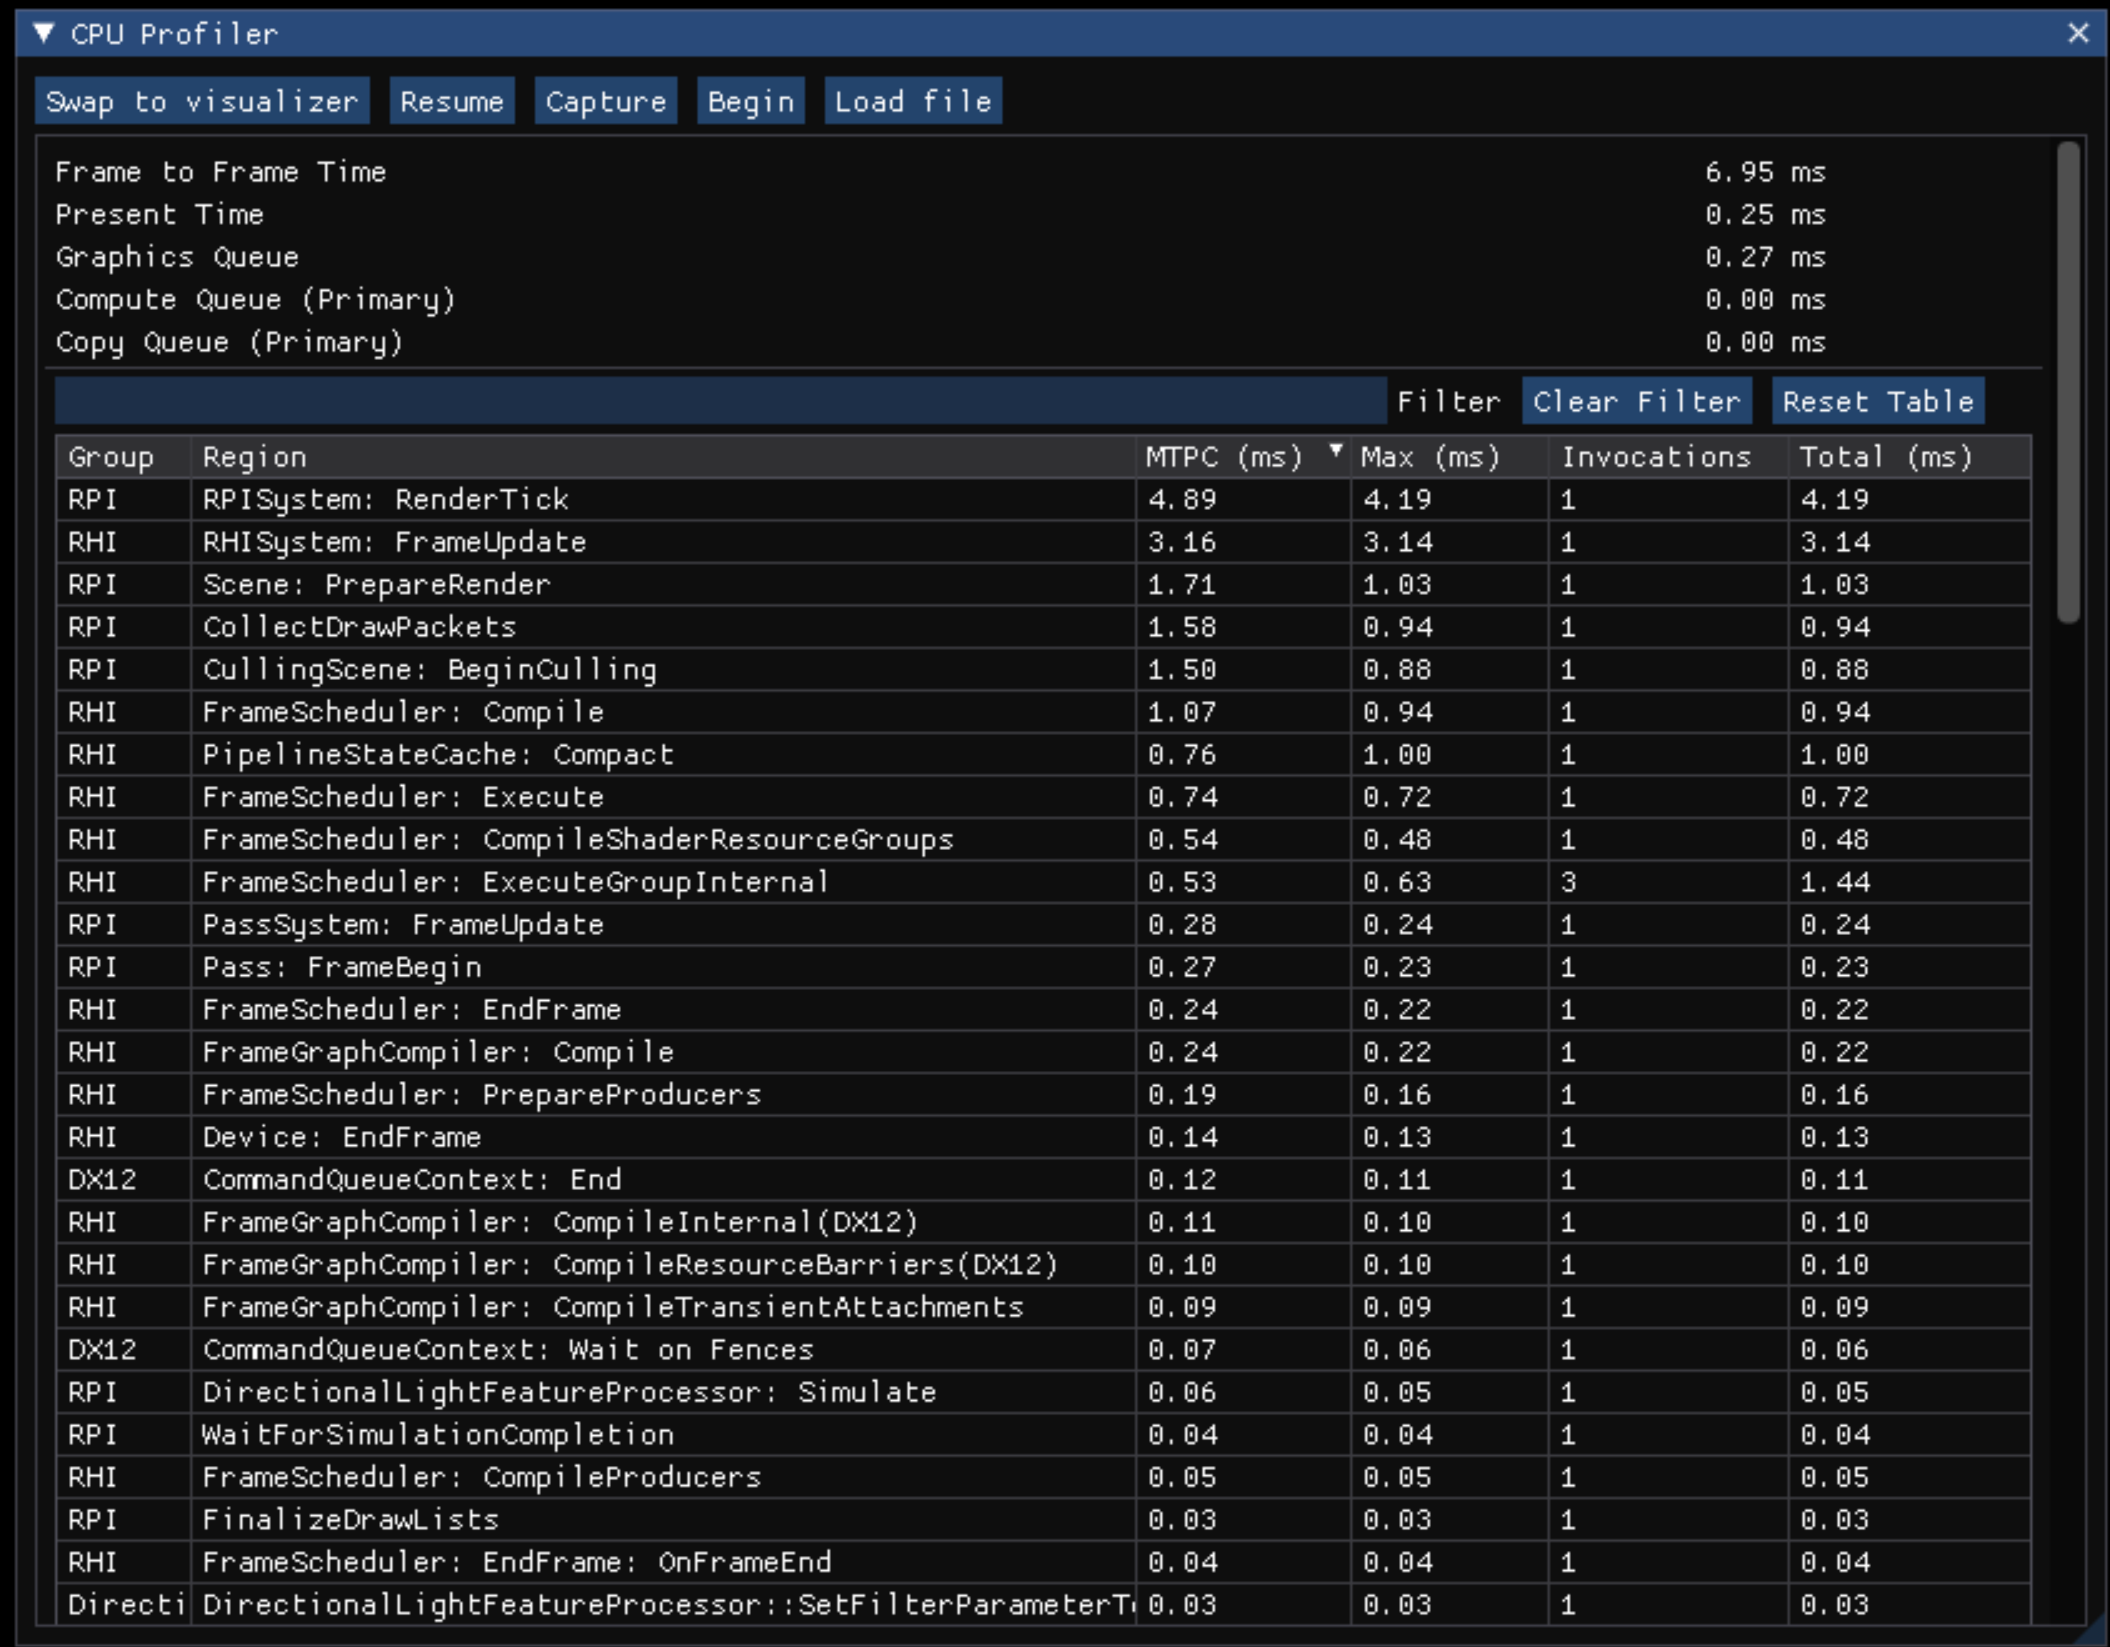 CPU Profiler
Swap to visualizer Resume Capture Begin Load file
Frame to Frame Time 6.95 ms
Present Time 0.25 ms
Graphics Queue 0.27 ms
Compute Queue (Primary) 0.00 ms
Copy Queue (Primary) 0.00 ms
Filter Clear Filter Reset Table
Group Region MTPC (ms) Max (ms) Invocations Total (ms)
RPI RPISystem: RenderTick 4.89 4.19 1 4.19
RHI RHISystem: FrameUpdate 3.16 3.14 1 3.14
RPI Scene: PrepareRender 1.71 1.03 1 1.03
RPI CollectDrawPackets 1.58 0.94 1 0.94
RPI CullingScene: BeginCulling 1.50 0.88 1 0.88
RHI FrameScheduler: Compile 1.07 0.94 1 0.94
RHI PipelineStateCache: Compact 0.76 1.00 1 1.00
RHI FrameScheduler: Execute 0.74 0.72 1 0.72
RHI FrameScheduler: CompileShaderResourceGroups 0.54 0.48 1 0.48
RHI FrameScheduler: ExecuteGroupInternal 0.53 0.63 3 1.44
RPI PassSystem: FrameUpdate 0.28 0.24 1 0.24
RPI Pass: FrameBegin 0.27 0.23 1 0.23
RHI FrameScheduler: EndFrame 0.24 0.22 1 0.22
RHI FrameGraphCompiler: Compile 0.24 0.22 1 0.22
RHI FrameScheduler: PrepareProducers 0.19 0.16 1 0.16
RHI Device: EndFrame 0.14 0.13 1 0.13
DX12 CommandQueueContext: End 0.12 0.11 1 0.11
RHI FrameGraphCompiler: CompileInternal(DX12) 0.11 0.10 1 0.10
RHI FrameGraphCompiler: CompileResourceBarriers(DX12) 0.10 0.10 1 0.10
RHI FrameGraphCompiler: CompileTransientAttachments 0.09 0.09 1 0.09
DX12 CommandQueueContext: Wait on Fences 0.07 0.06 1 0.06
RPI DirectionalLightFeatureProcessor: Simulate 0.06 0.05 1 0.05
RPI WaitForSimulationCompletion 0.04 0.04 1 0.04
RHI FrameScheduler: CompileProducers 0.05 0.05 1 0.05
RPI FinalizeDrawLists 0.03 0.03 1 0.03
RHI FrameScheduler: EndFrame: OnFrameEnd 0.04 0.04 1 0.04
Directi DirectionalLightFeatureProcessor::SetFilterParameterT 0.03 0.03 1 0.03